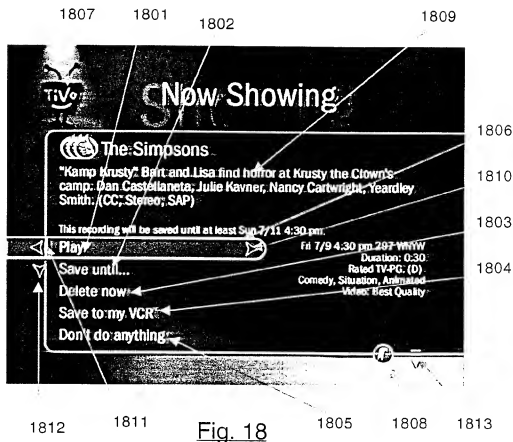 1807 1801 1802 1809
TiVo
Now Showing
The Simpsons
"Kamp Krusty" Bart and Lisa find horror at Krusty the Clown's
camp. Dan Castellaneta, Julie Kavner, Nancy Cartwright, Yeardley
Smith. (CC, Stereo, SAP)
This recording will be saved until at least Sun 7/11 4:30 pm.
Play
Save until...
Delete now
Save to my VCR
Don't do anything
Fri 7/9 4:30 pm 297 WNYW
Duration: 0:30
Rated TV-PG. (D)
Comedy, Situation, Animated
Video: Best Quality
1806
1810
1803
1804
1812 1811 1805 1808 1813
Fig. 18